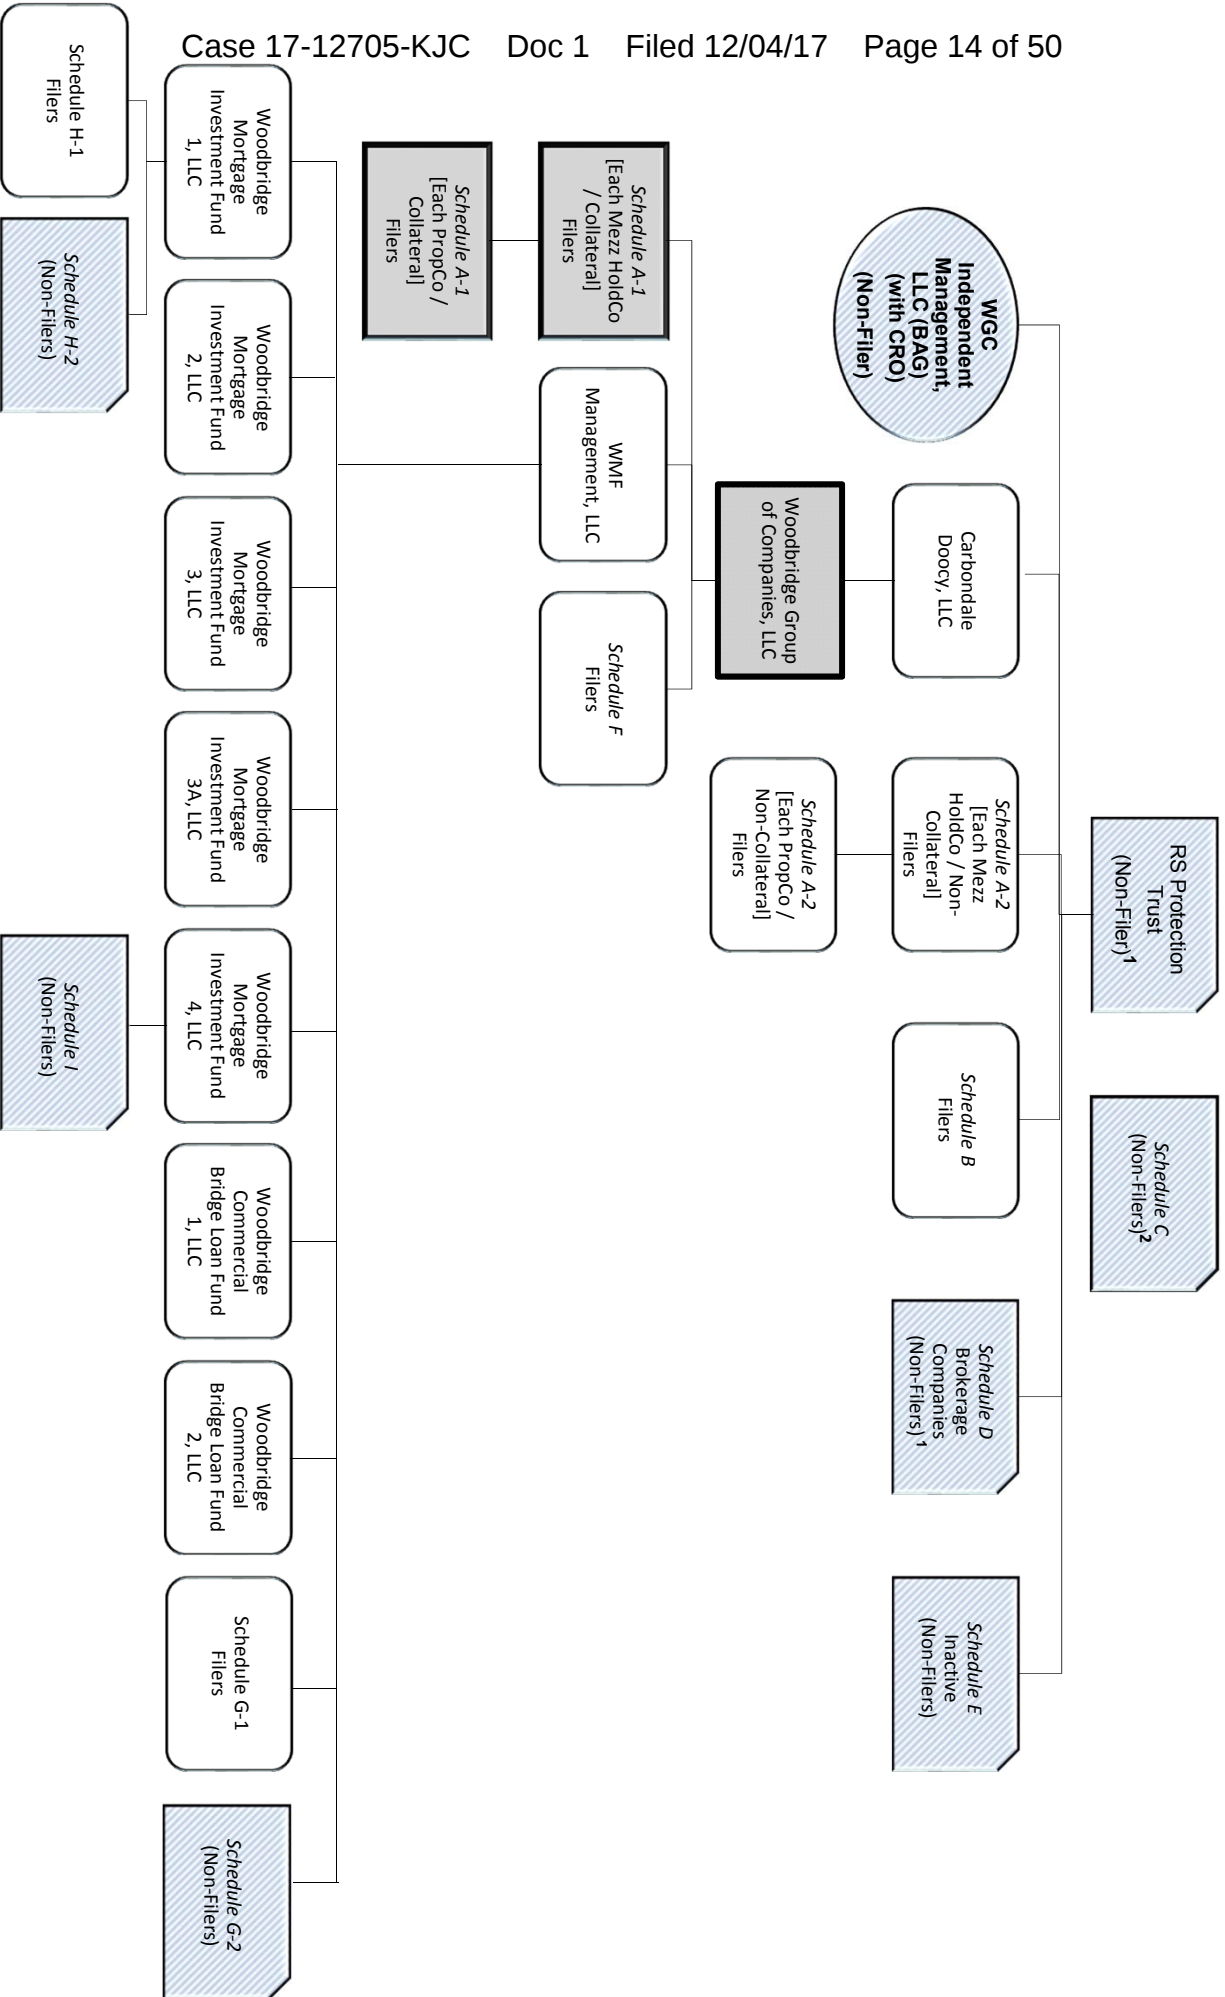 Case 17-12705-KJC Doc 1 Filed 12/04/17 Page 14 of 50
RS Protection
Trust
(Non-Filer)1
Schedule C
(Non-Filers)2
WGC
Independent
Management,
LLC (BAG)
(with CRO)
(Non-Filer)
Carbondale
Doocy, LLC
Schedule A-2
[Each Mezz
HoldCo / Non-
Collateral]
Filers
Schedule B
Filers
Schedule D
Brokerage
Companies
(Non-Filers) 1
Schedule E
Inactive
(Non-Filers)
Woodbridge Group
of Companies, LLC
Schedule A-2
[Each PropCo /
Non-Collateral]
Filers
Schedule A-1
[Each Mezz HoldCo
/ Collateral]
Filers
WMF
Management, LLC
Schedule F
Filers
Schedule A-1
[Each PropCo /
Collateral]
Filers
Woodbridge
Mortgage
Investment Fund
1, LLC
Woodbridge
Mortgage
Investment Fund
2, LLC
Woodbridge
Mortgage
Investment Fund
3, LLC
Woodbridge
Mortgage
Investment Fund
3A, LLC
Woodbridge
Mortgage
Investment Fund
4, LLC
Woodbridge
Commercial
Bridge Loan Fund
1, LLC
Woodbridge
Commercial
Bridge Loan Fund
2, LLC
Schedule G-1
Filers
Schedule G-2
(Non-Filers)
Schedule H-1
Filers
Schedule H-2
(Non-Filers)
Schedule I
(Non-Filers)